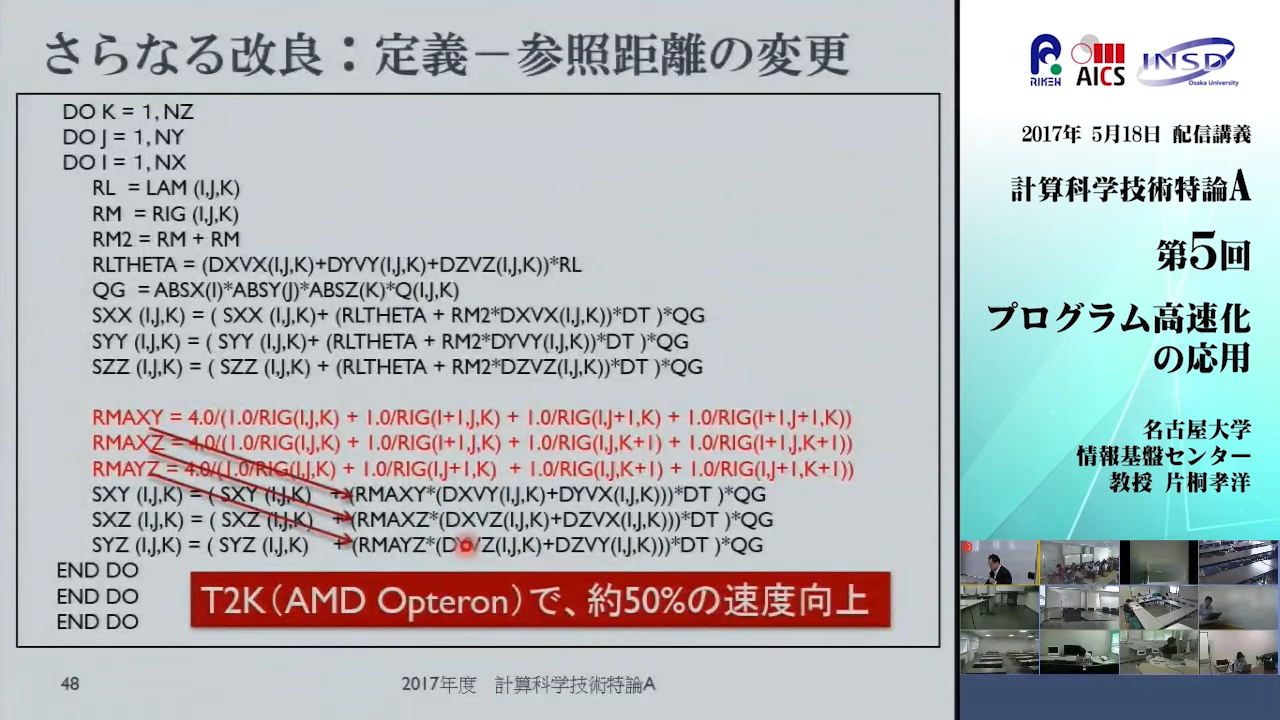 さらなる改良：定義－参照距離の変更
DO K = 1, NZ
DO J = 1, NY
DO I = 1, NX
RL = LAM (I,J,K)
RM = RIG (I,J,K)
RM2 = RM + RM
RLTHETA = (DXVX(I,J,K)+DYVY(I,J,K)+DZVZ(I,J,K))*RL
QG = ABSX(I)*ABSY(J)*ABSZ(K)*Q(I,J,K)
SXX (I,J,K) = ( SXX (I,J,K)+ (RLTHETA + RM2*DXVX(I,J,K))*DT )*QG
SYY (I,J,K) = ( SYY (I,J,K)+ (RLTHETA + RM2*DYVY(I,J,K))*DT )*QG
SZZ (I,J,K) = ( SZZ (I,J,K) + (RLTHETA + RM2*DZVZ(I,J,K))*DT )*QG
RMAXY = 4.0/(1.0/RIG(I,J,K) + 1.0/RIG(I+1,J,K) + 1.0/RIG(I,J+1,K) + 1.0/RIG(I+1,J+1,K))
RMAXZ = 4.0/(1.0/RIG(I,J,K) + 1.0/RIG(I+1,J,K) + 1.0/RIG(I,J,K+1) + 1.0/RIG(I+1,J,K+1))
RMAYZ = 4.0/(1.0/RIG(I,J,K) + 1.0/RIG(I,J+1,K) + 1.0/RIG(I,J,K+1) + 1.0/RIG(I,J+1,K+1))
SXY (I,J,K) = ( SXY (I,J,K) + (RMAXY*(DXVY(I,J,K)+DYVX(I,J,K)))*DT )*QG
SXZ (I,J,K) = ( SXZ (I,J,K) + (RMAXZ*(DXVZ(I,J,K)+DZVX(I,J,K)))*DT )*QG
SYZ (I,J,K) = ( SYZ (I,J,K) + (RMAYZ*(DYVZ(I,J,K)+DZVY(I,J,K)))*DT )*QG
END DO
END DO
END DO
T2K（AMD Opteron）で、約50%の速度向上
48
2017年度 計算科学技術特論A
RIKEN
AICS
INSD
Osaka University
2017年 5月18日 配信講義
計算科学技術特論A
第5回
プログラム高速化
の応用
名古屋大学
情報基盤センター
教授 片桐孝洋